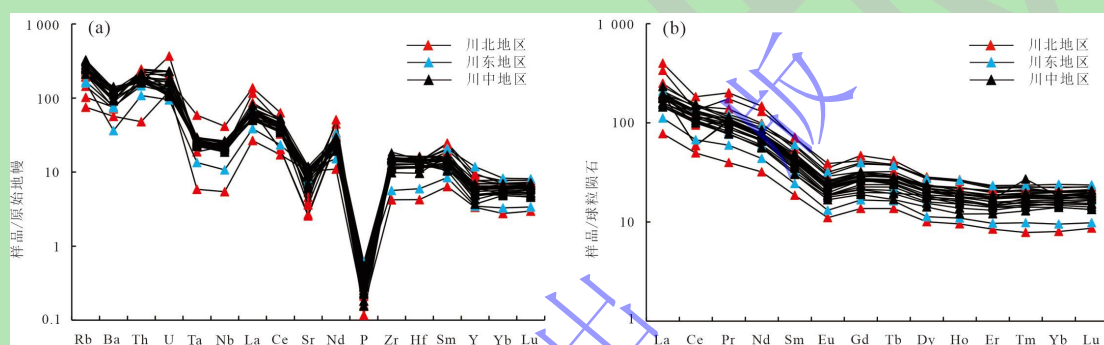 (a)
川北地区
川东地区
川中地区
样品/原始地幔
1 000
100
10
1
0.1
Rb Ba Th U Ta Nb La Ce Sr Nd P Zr Hf Sm Y Yb Lu
(b)
川北地区
川东地区
川中地区
样品/球粒陨石
1 000
100
10
1
La Ce Pr Nd Sm Eu Gd Tb Dy Ho Er Tm Yb Lu